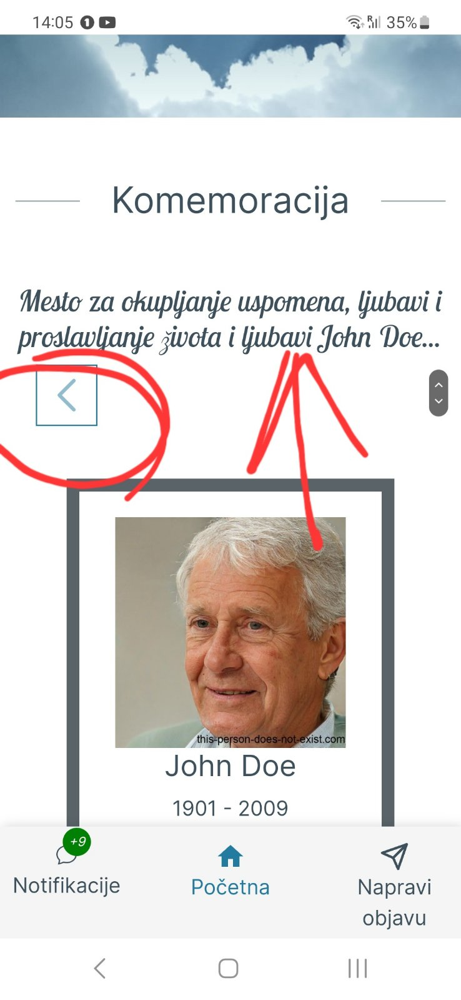 14:05 1 R 35%
Komemoracija
Mesto za okupljanje uspomena, ljubavi i
proslavljanje života i ljubavi John Doe...
this-person-does-not-exist.com
John Doe
1901 - 2009
+9
Notifikacije
Početna
Napravi
objavu